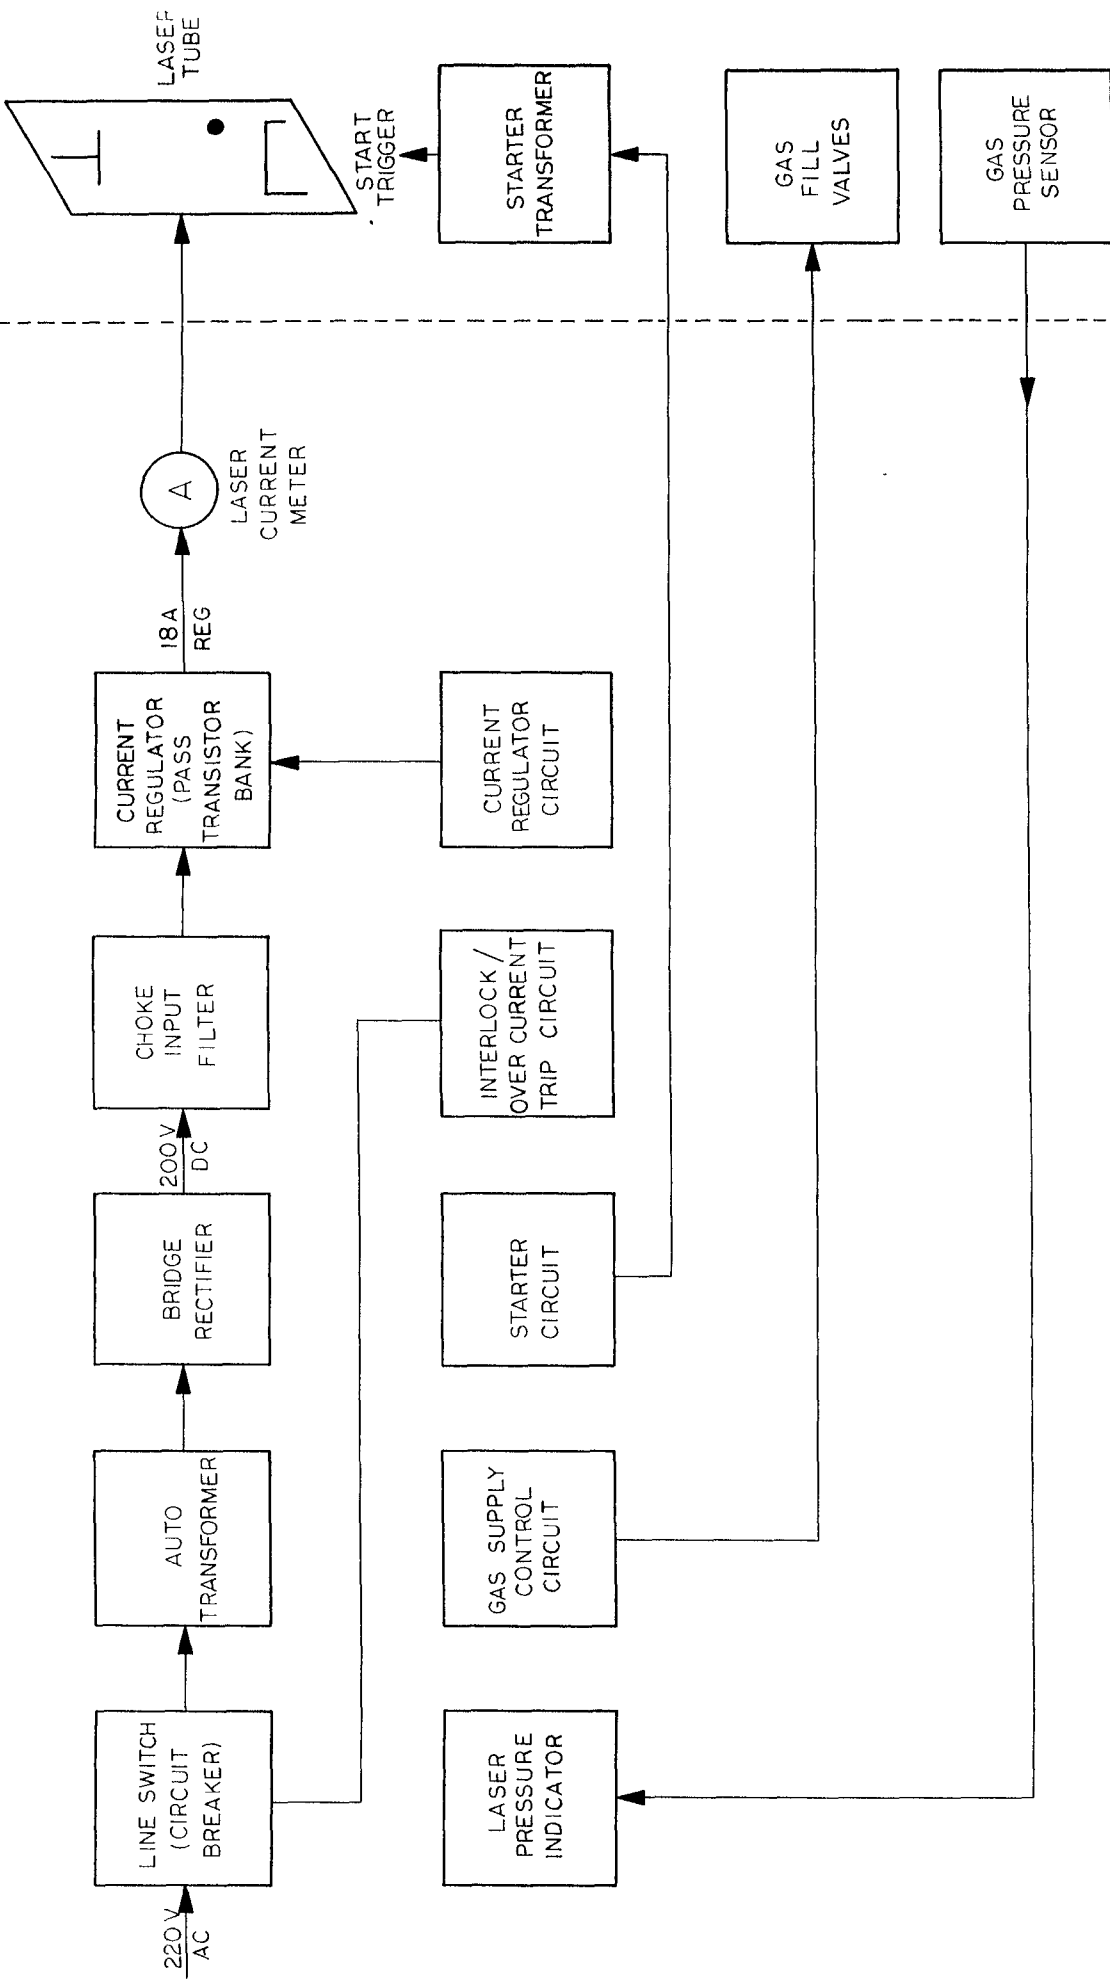 220V
AC
LINE SWITCH
(CIRCUIT
BREAKER)
AUTO
TRANSFORMER
BRIDGE
RECTIFIER
200V
DC
CHOKE
INPUT
FILTER
CURRENT
REGULATOR
(PASS
TRANSISTOR
BANK)
18A
REG
A
LASER
CURRENT
METER
LASER
TUBE
START
TRIGGER
LASER
PRESSURE
INDICATOR
GAS SUPPLY
CONTROL
CIRCUIT
STARTER
CIRCUIT
INTERLOCK/
OVER CURRENT
TRIP CIRCUIT
CURRENT
REGULATOR
CIRCUIT
STARTER
TRANSFORMER
GAS
FILL
VALVES
GAS
PRESSURE
SENSOR